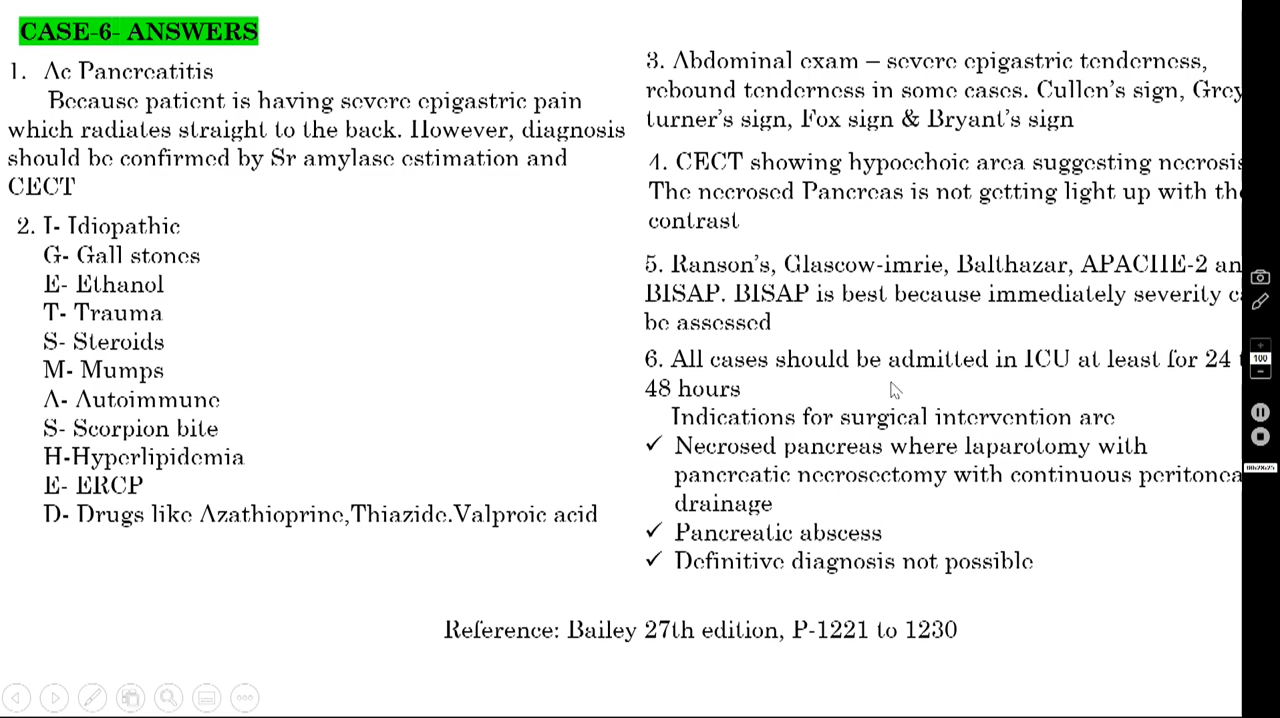 CASE-6- ANSWERS
1. Ac Pancreatitis
Because patient is having severe epigastric pain
which radiates straight to the back. However, diagnosis
should be confirmed by Sr amylase estimation and
CECT
2. I- Idiopathic
G- Gall stones
E- Ethanol
T- Trauma
S- Steroids
M- Mumps
A- Autoimmune
S- Scorpion bite
H-Hyperlipidemia
E- ERCP
D- Drugs like Azathioprine,Thiazide.Valproic acid
3. Abdominal exam – severe epigastric tenderness,
rebound tenderness in some cases. Cullen's sign, Grey
turner's sign, Fox sign & Bryant's sign
4. CECT showing hypoechoic area suggesting necrosis
The necrosed Pancreas is not getting light up with the
contrast
5. Ranson's, Glascow-imrie, Balthazar, APACHE-2 an
BISAP. BISAP is best because immediately severity c
be assessed
6. All cases should be admitted in ICU at least for 24 t
48 hours
Indications for surgical intervention are
✓ Necrosed pancreas where laparotomy with
pancreatic necrosectomy with continuous peritonea
drainage
✓ Pancreatic abscess
✓ Definitive diagnosis not possible
Reference: Bailey 27th edition, P-1221 to 1230
100